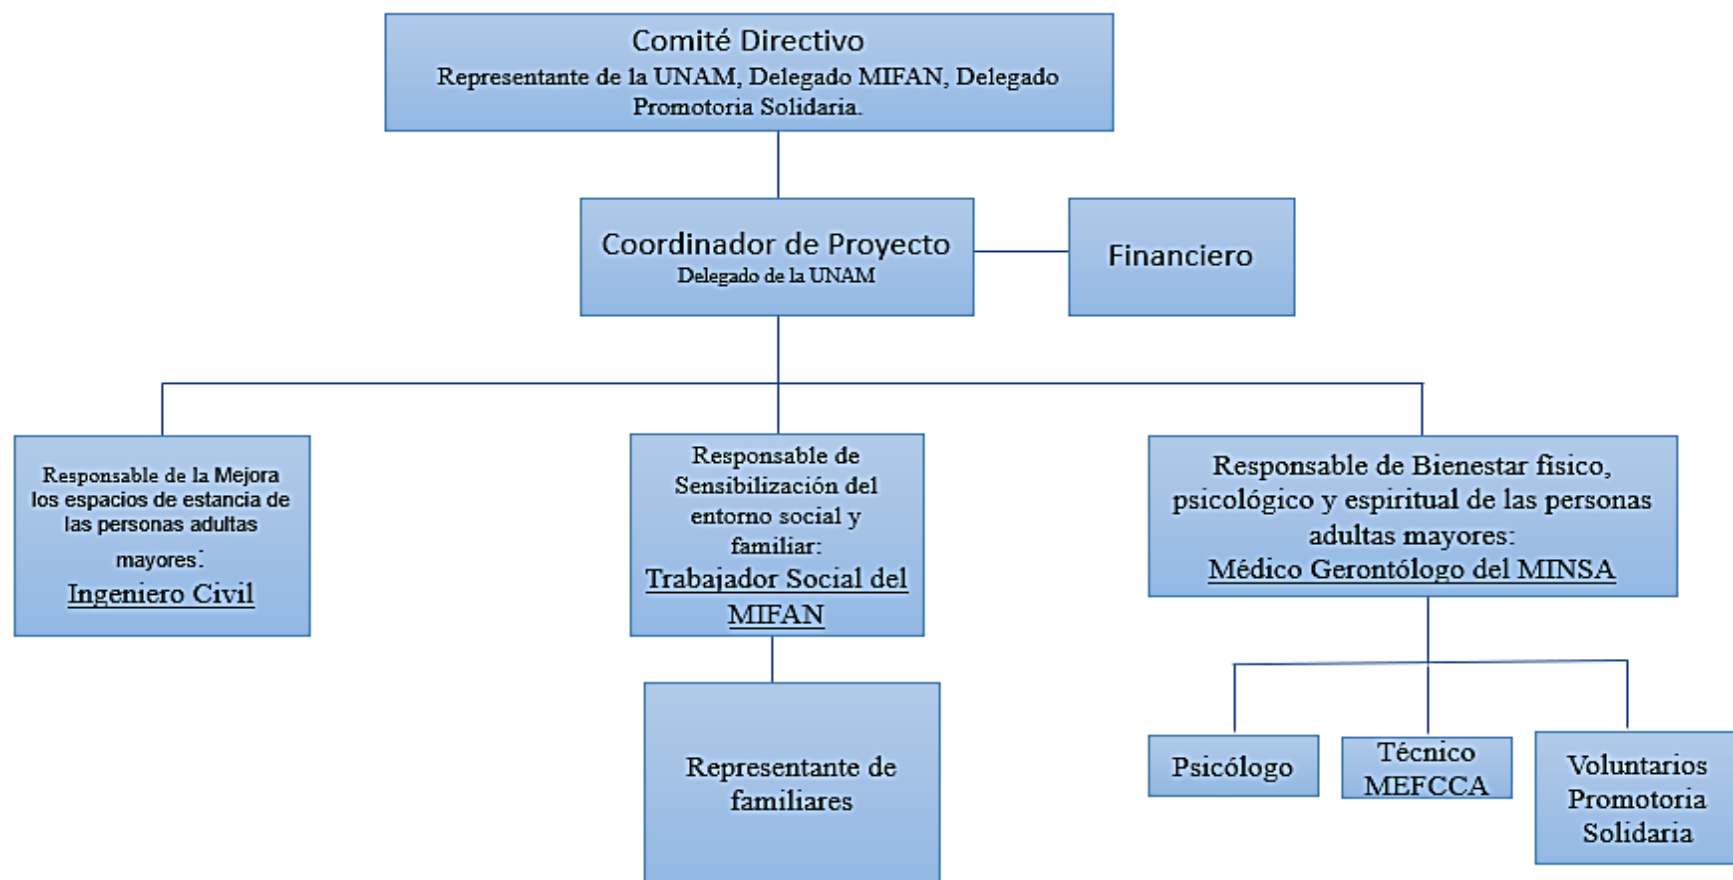 Comité Directivo
Representante de la UNAM, Delegado MIFAN, Delegado
Promotoria Solidaria.
Coordinador de Proyecto
Delegado de la UNAM
Financiero
Responsable de la Mejora
los espacios de estancia de
las personas adultas
mayores:
Ingeniero Civil
Responsable de
Sensibilización del
entorno social y
familiar:
Trabajador Social del
MIFAN
Responsable de Bienestar físico,
psicológico y espiritual de las personas
adultas mayores:
Médico Gerontólogo del MINSA
Representante de
familiares
Psicólogo
Técnico
MEFCCA
Voluntarios
Promotoria
Solidaria